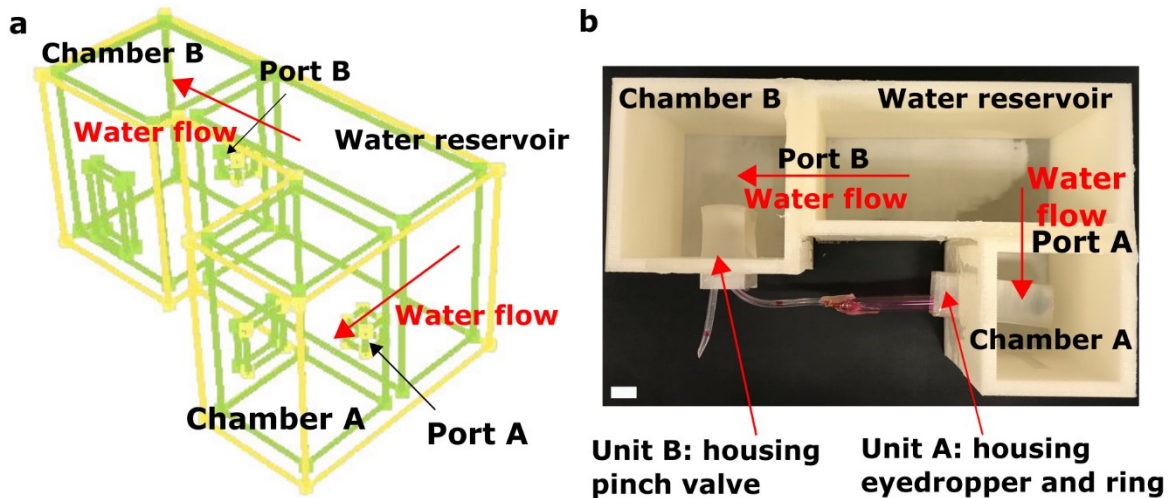 a
Chamber B
Port B
Water flow
Water reservoir
Water flow
Chamber A
Port A
b
Chamber B
Water reservoir
Port B
Water flow
Water
flow
Port A
Chamber A
Unit B: housing
pinch valve
Unit A: housing
eyedropper and ring